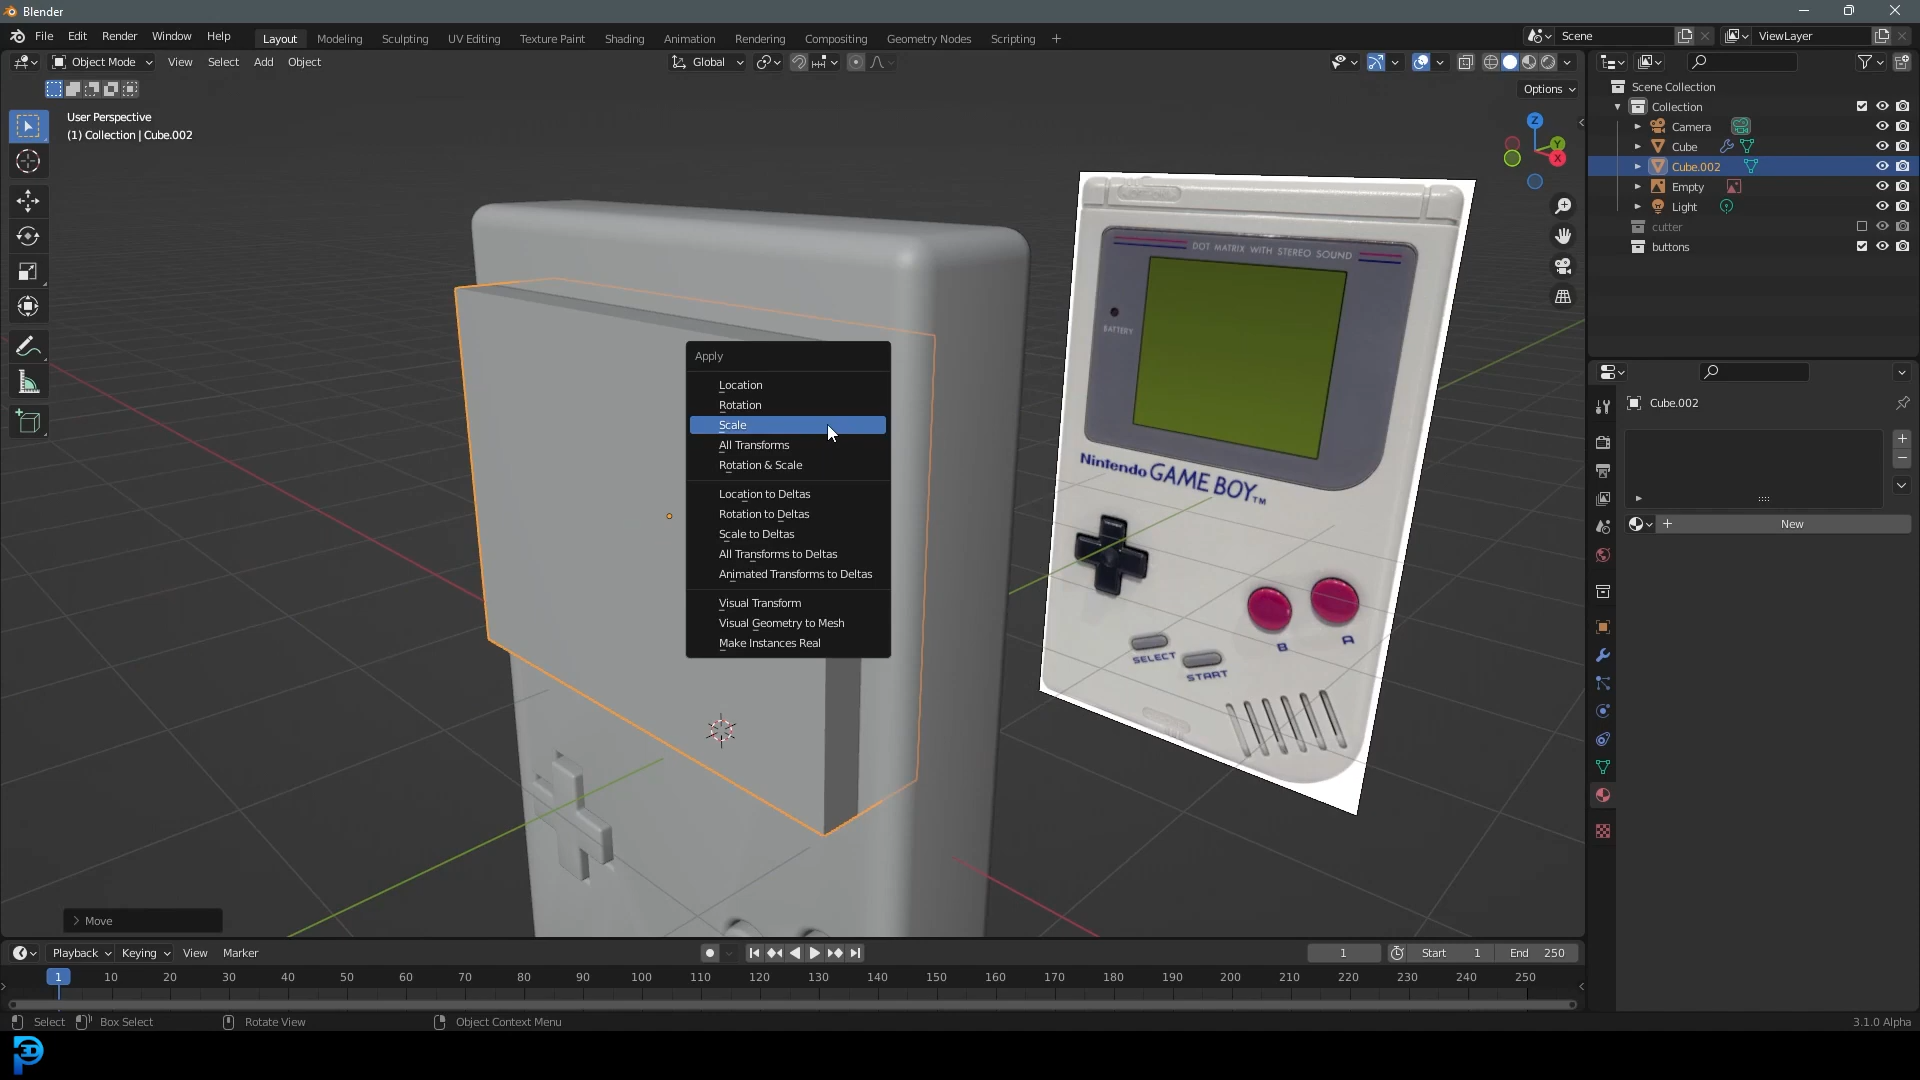 Blender
File Edit Render Window Help
Layout Modeling Sculpting UV Editing Texture Paint Shading Animation Rendering Compositing Geometry Nodes Scripting +
Scene
ViewLayer
Object Mode View Select Add Object
Global
Options
User Perspective
(1) Collection | Cube.002
Z
Y
X
Scene Collection
Collection
Camera
Cube
Cube.002
Empty
Light
cutter
buttons
DOT MATRIX WITH STEREO SOUND
BATTERY
Nintendo GAME BOY TM
SELECT
START
B
A
Apply
Location
Rotation
Scale
All Transforms
Rotation & Scale
Location to Deltas
Rotation to Deltas
Scale to Deltas
All Transforms to Deltas
Animated Transforms to Deltas
Visual Transform
Visual Geometry to Mesh
Make Instances Real
Cube.002
New
> Move
Playback Keying View Marker
1
Start 1
End 250
1 10 20 30 40 50 60 70 80 90 100 110 120 130 140 150 160 170 180 190 200 210 220 230 240 250
Select Box Select Rotate View Object Context Menu
3.1.0 Alpha